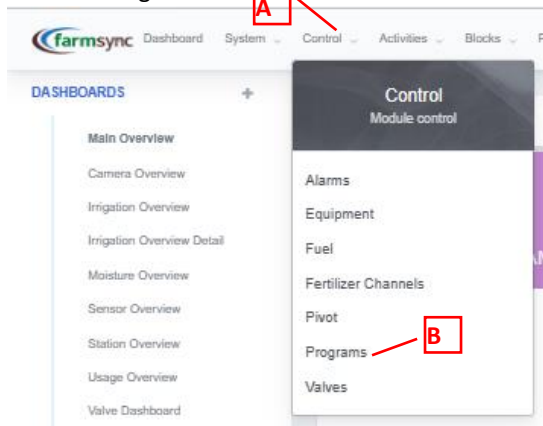 A
farmsync Dashboard System Control Activities Blocks
DASHBOARDS +
Control
Module control
Main Overview
Camera Overview
Irrigation Overview
Irrigation Overview Detail
Moisture Overview
Sensor Overview
Station Overview
Usage Overview
Valve Dashboard
Alarms
Equipment
Fuel
Fertilizer Channels
Pivot
Programs
B
Valves